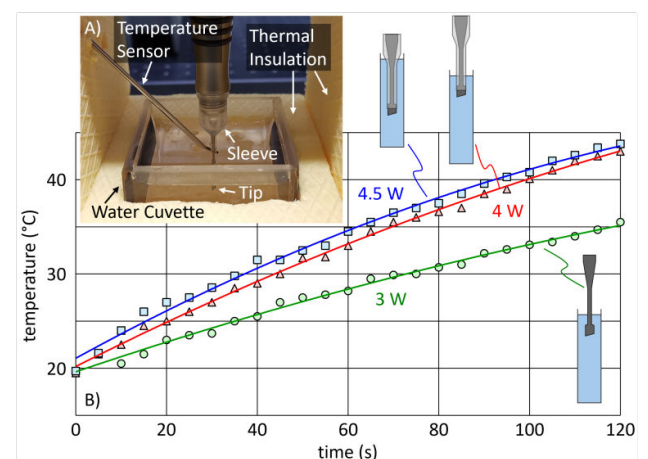 A)
Temperature
Sensor
Thermal
Insulation
Sleeve
Tip
Water Cuvette
4.5 W
4 W
3 W
temperature (°C)
40
30
20
B)
0
20
40
60
80
100
120
time (s)